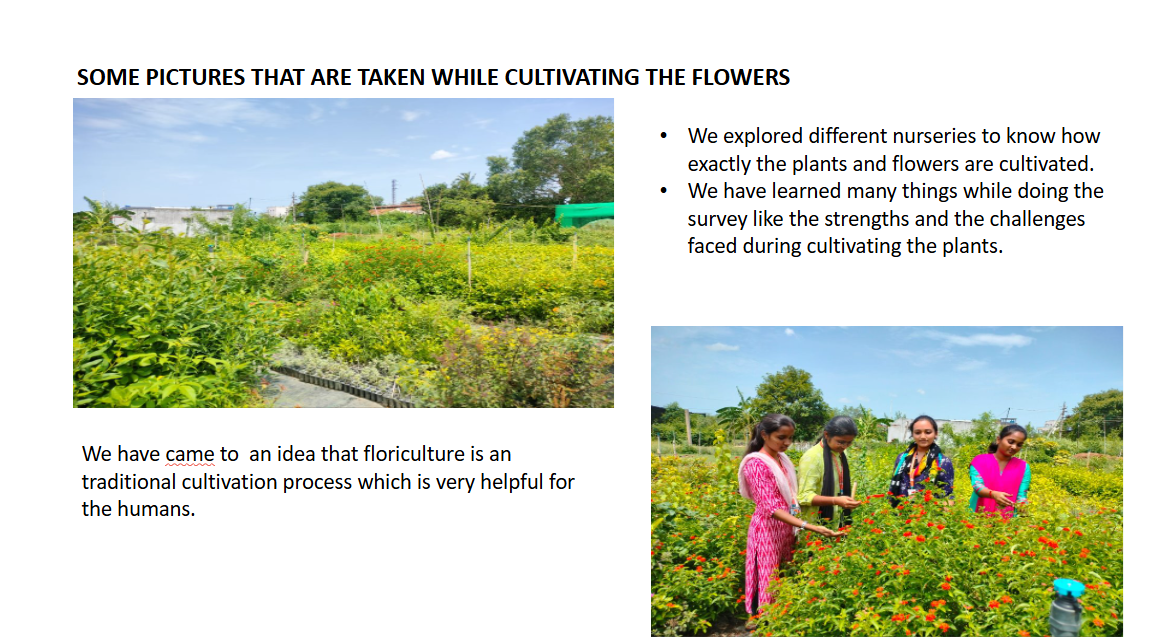 SOME PICTURES THAT ARE TAKEN WHILE CULTIVATING THE FLOWERS
• We explored different nurseries to know how
exactly the plants and flowers are cultivated.
• We have learned many things while doing the
survey like the strengths and the challenges
faced during cultivating the plants.
We have came to  an idea that floriculture is an
traditional cultivation process which is very helpful for
the humans.